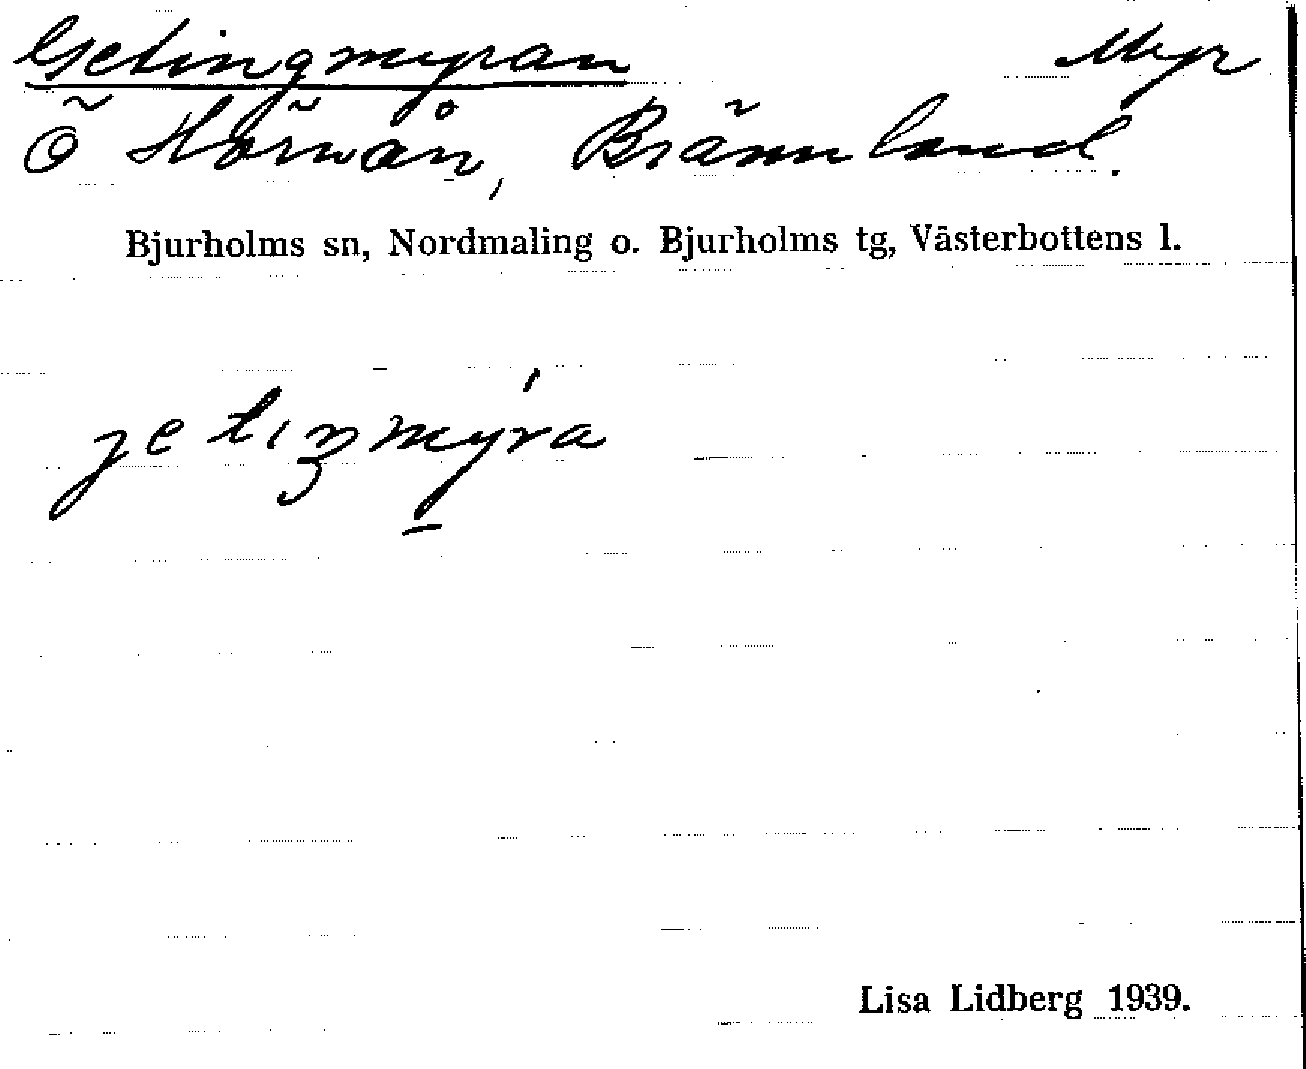 Getingmyran Myr
Ö Hörnån, Brännland.
Bjurholms sn, Nordmaling o. Bjurholms tg, Västerbottens l.
jetiŋmyra
Lisa Lidberg 1939.